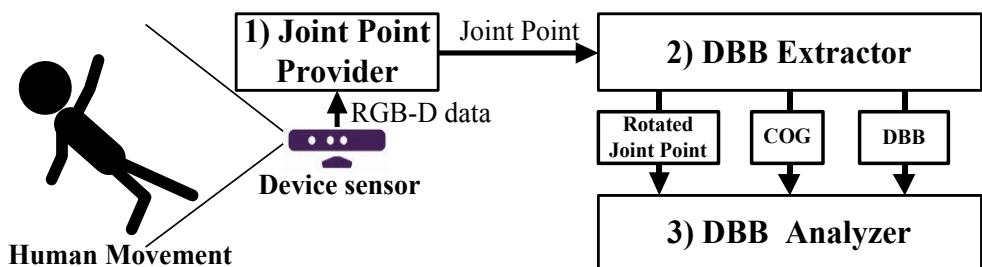 1) Joint Point
Provider
Joint Point
2) DBB Extractor
RGB-D data
Rotated
Joint Point
COG
DBB
Device sensor
3) DBB Analyzer
Human Movement